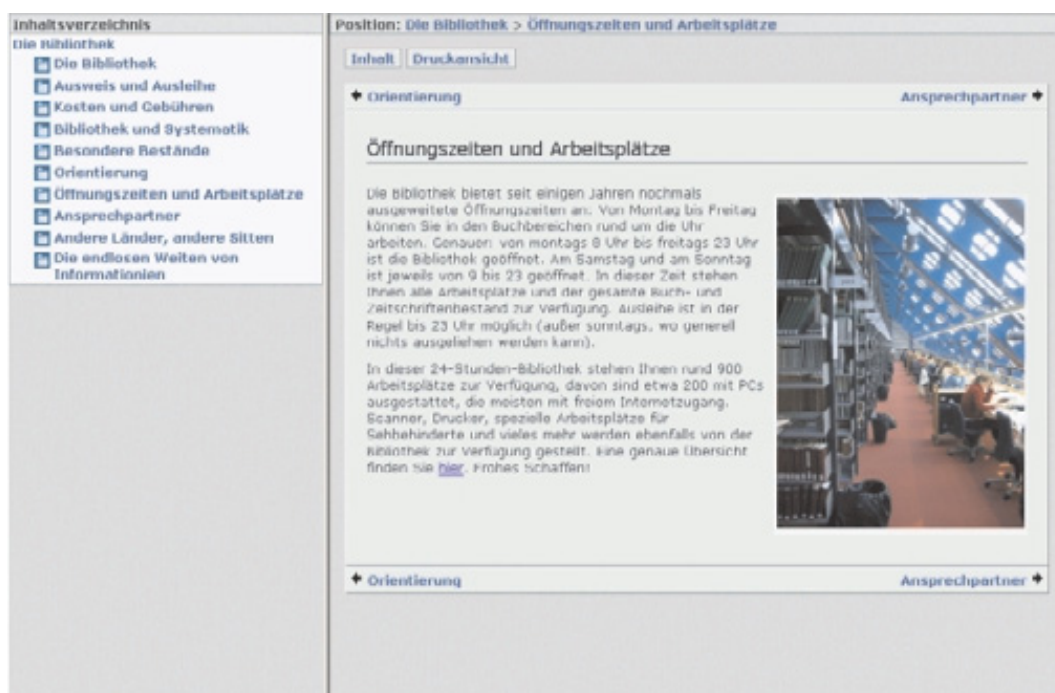 Inhaltsverzeichnis
Die Bibliothek
Die Bibliothek
Ausweis und Ausleihe
Kosten und Gebühren
Bibliothek und Systematik
Besondere Bestände
Orientierung
Öffnungszeiten und Arbeitsplätze
Ansprechpartner
Andere Länder, andere Sitten
Die endlosen Weiten von
Informationien
Position: Die Bibliothek > Öffnungszeiten und Arbeitsplätze
Inhalt Druckansicht
Orientierung Ansprechpartner
Öffnungszeiten und Arbeitsplätze
Die Bibliothek bietet seit einigen Jahren nochmals
ausgeweitete Öffnungszeiten an: Von Montag bis Freitag
können Sie in den Buchbereichen rund um die Uhr
arbeiten. Genauer: von montags 8 Uhr bis freitags 23 Uhr
ist die Bibliothek geöffnet. Am Samstag und am Sonntag
ist jeweils von 9 bis 23 geöffnet. In dieser Zeit stehen
Ihnen alle Arbeitsplätze und der gesamte Buch- und
Zeitschriftenbestand zur Verfügung. Ausleihe ist in der
Regel bis 23 Uhr möglich (außer sonntags, wo generell
nichts ausgeliehen werden kann).
In dieser 24-Stunden-Bibliothek stehen Ihnen rund 900
Arbeitsplätze zur Verfügung, davon sind etwa 200 mit PCs
ausgestattet, die meisten mit freiem Internetzugang.
Scanner, Drucker, spezielle Arbeitsplätze für
Sehbehinderte und vieles mehr werden ebenfalls von der
Bibliothek zur Verfügung gestellt. Eine genaue Übersicht
finden Sie hier. Frohes Schaffen!
Orientierung Ansprechpartner